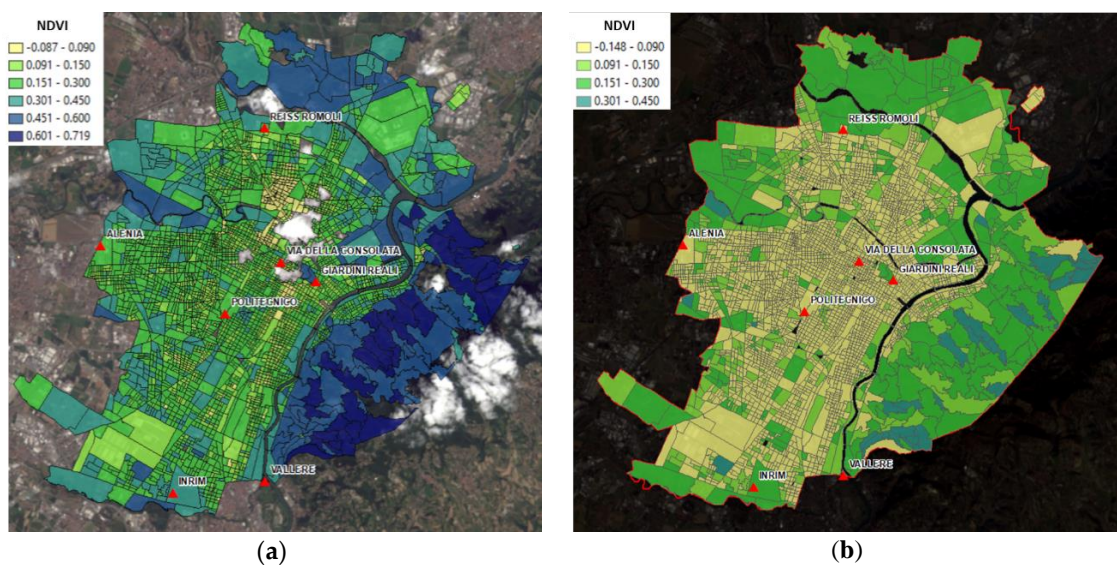 NDVI
-0.087 - 0.090
0.091 - 0.150
0.151 - 0.300
0.301 - 0.450
0.451 - 0.600
0.601 - 0.719
REISS ROMOLI
ALENIA
VIA DELLA CONSOLATA
GIARDINI REALI
POLITECNICO
INRIM
VALLERE
(a)
NDVI
-0.148 - 0.090
0.091 - 0.150
0.151 - 0.300
0.301 - 0.450
REISS ROMOLI
ALENIA
VIA DELLA CONSOLATA
GIARDINI REALI
POLITECNICO
VALLERE
INRIM
(b)